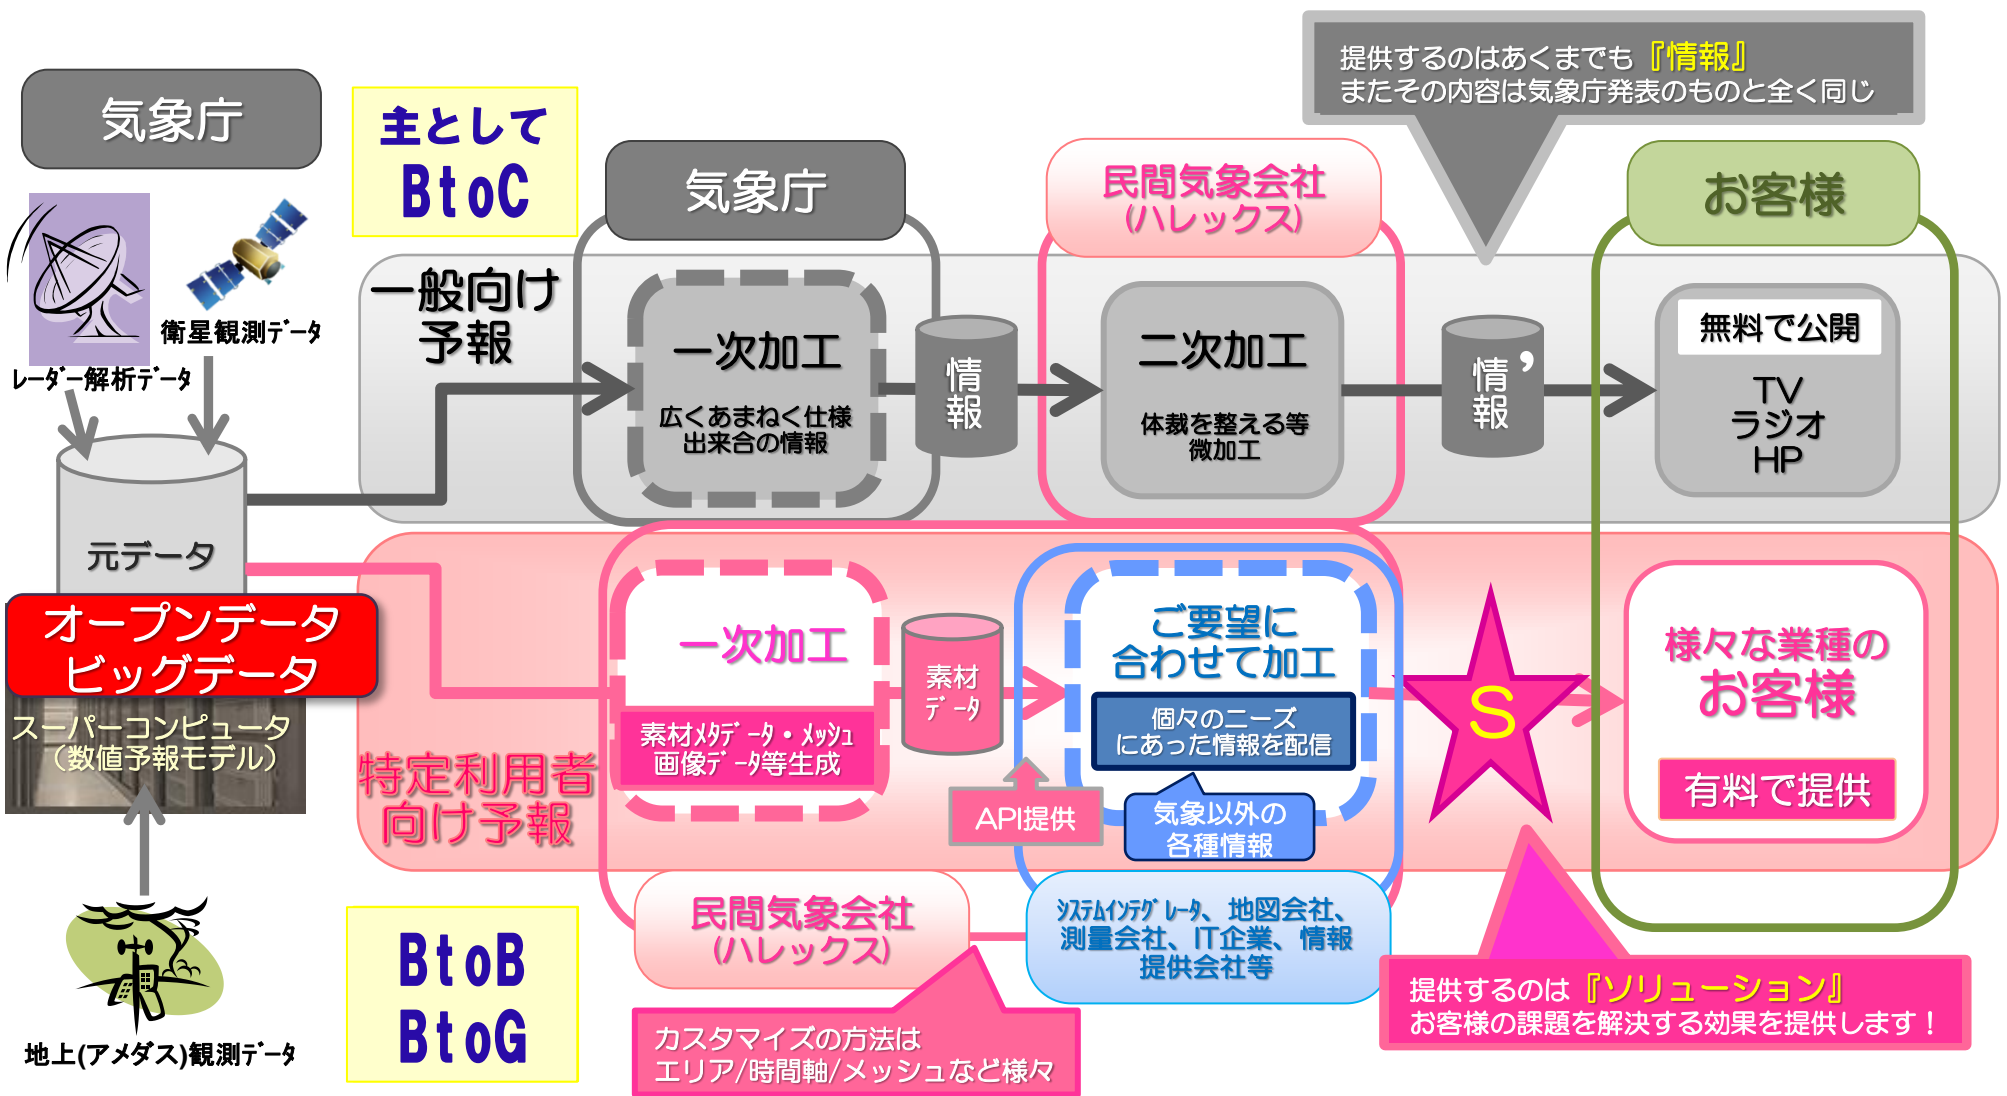 提供するのはあくまでも『情報』
またその内容は気象庁発表のものと全く同じ
気象庁
主として
BtoC
気象庁
民間気象会社
(ハレックス)
お客様
衛星観測データ
レーダー解析データ
一般向け
予報
一次加工
広くあまねく仕様
出来合の情報
情
報
二次加工
体裁を整える等
微加工
情’
報
無料で公開
TV
ラジオ
HP
元データ
オープンデータ
ビッグデータ
スーパーコンピュータ
（数値予報モデル）
特定利用者
向け予報
一次加工
素材メタデータ・メッシュ
画像データ等生成
素材
データ
API提供
ご要望に
合わせて加工
個々のニーズ
にあった情報を配信
気象以外の
各種情報
S
様々な業種の
お客様
有料で提供
地上(アメダス)観測データ
BtoB
BtoG
民間気象会社
(ハレックス)
システムインテグレータ、地図会社、
測量会社、IT企業、情報
提供会社等
カスタマイズの方法は
エリア/時間軸/メッシュなど様々
提供するのは『ソリューション』
お客様の課題を解決する効果を提供します！